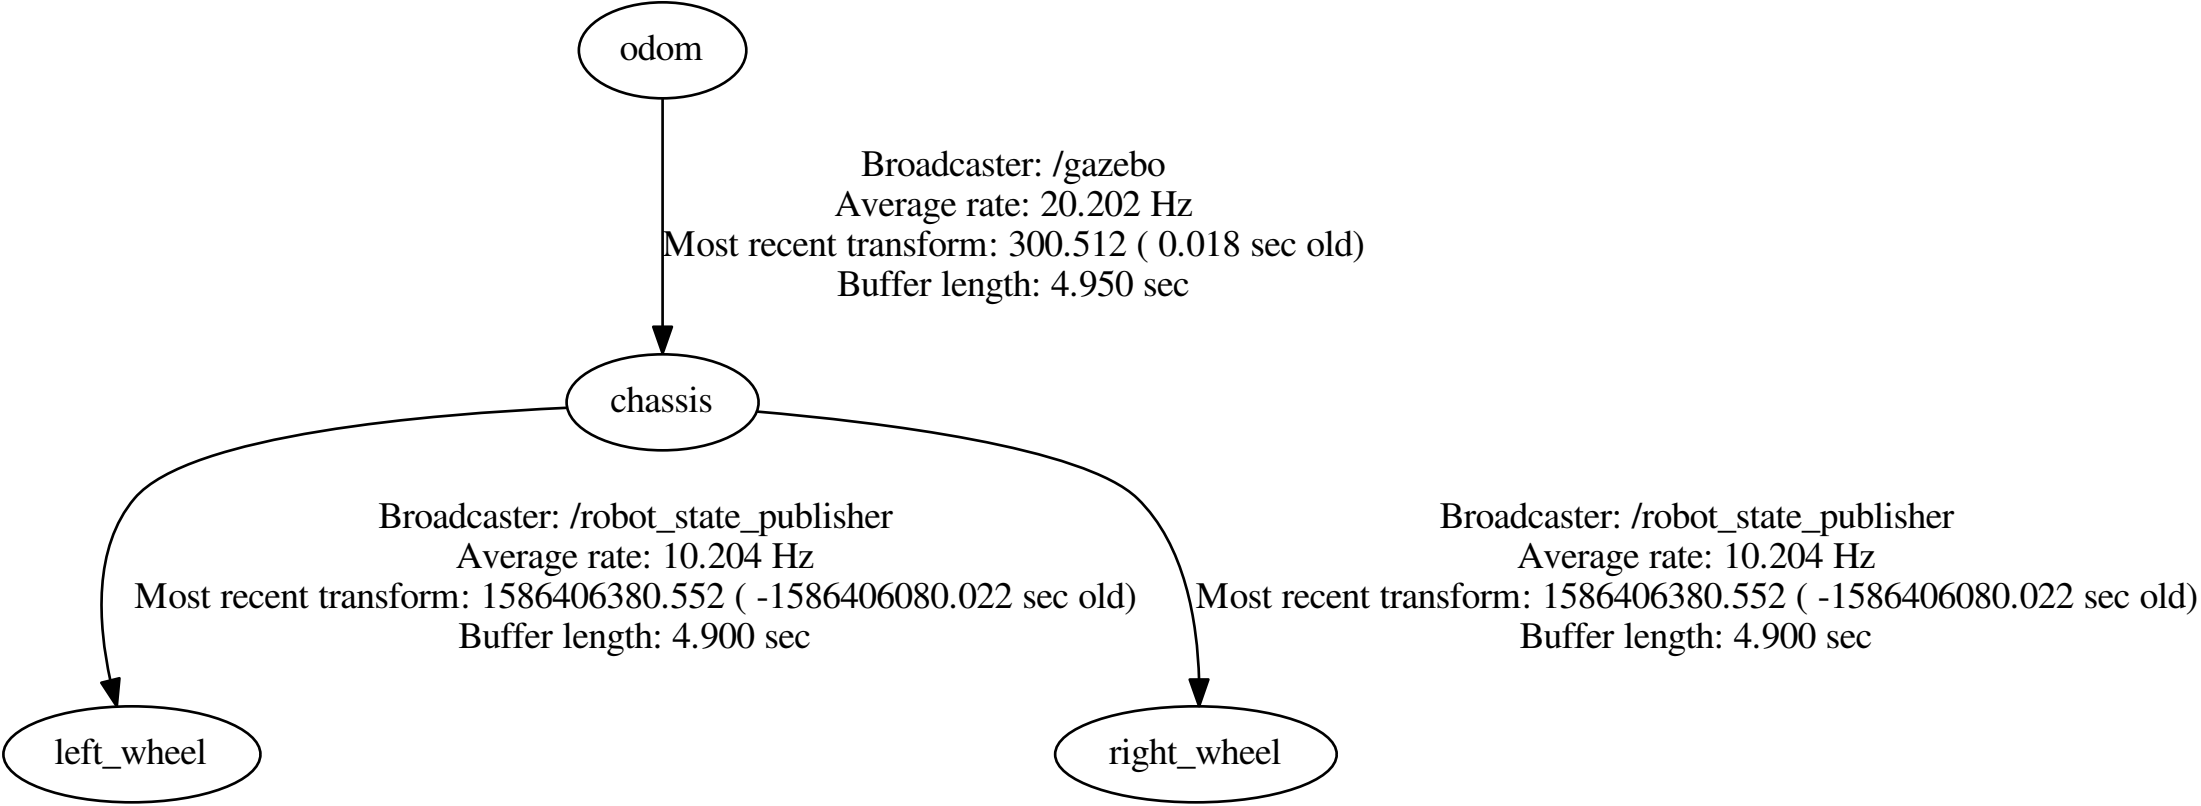 odom
Broadcaster: /gazebo
Average rate: 20.202 Hz
Most recent transform: 300.512 ( 0.018 sec old)
Buffer length: 4.950 sec
chassis
Broadcaster: /robot_state_publisher
Average rate: 10.204 Hz
Most recent transform: 1586406380.552 ( -1586406080.022 sec old)
Buffer length: 4.900 sec
Broadcaster: /robot_state_publisher
Average rate: 10.204 Hz
Most recent transform: 1586406380.552 ( -1586406080.022 sec old)
Buffer length: 4.900 sec
left_wheel
right_wheel